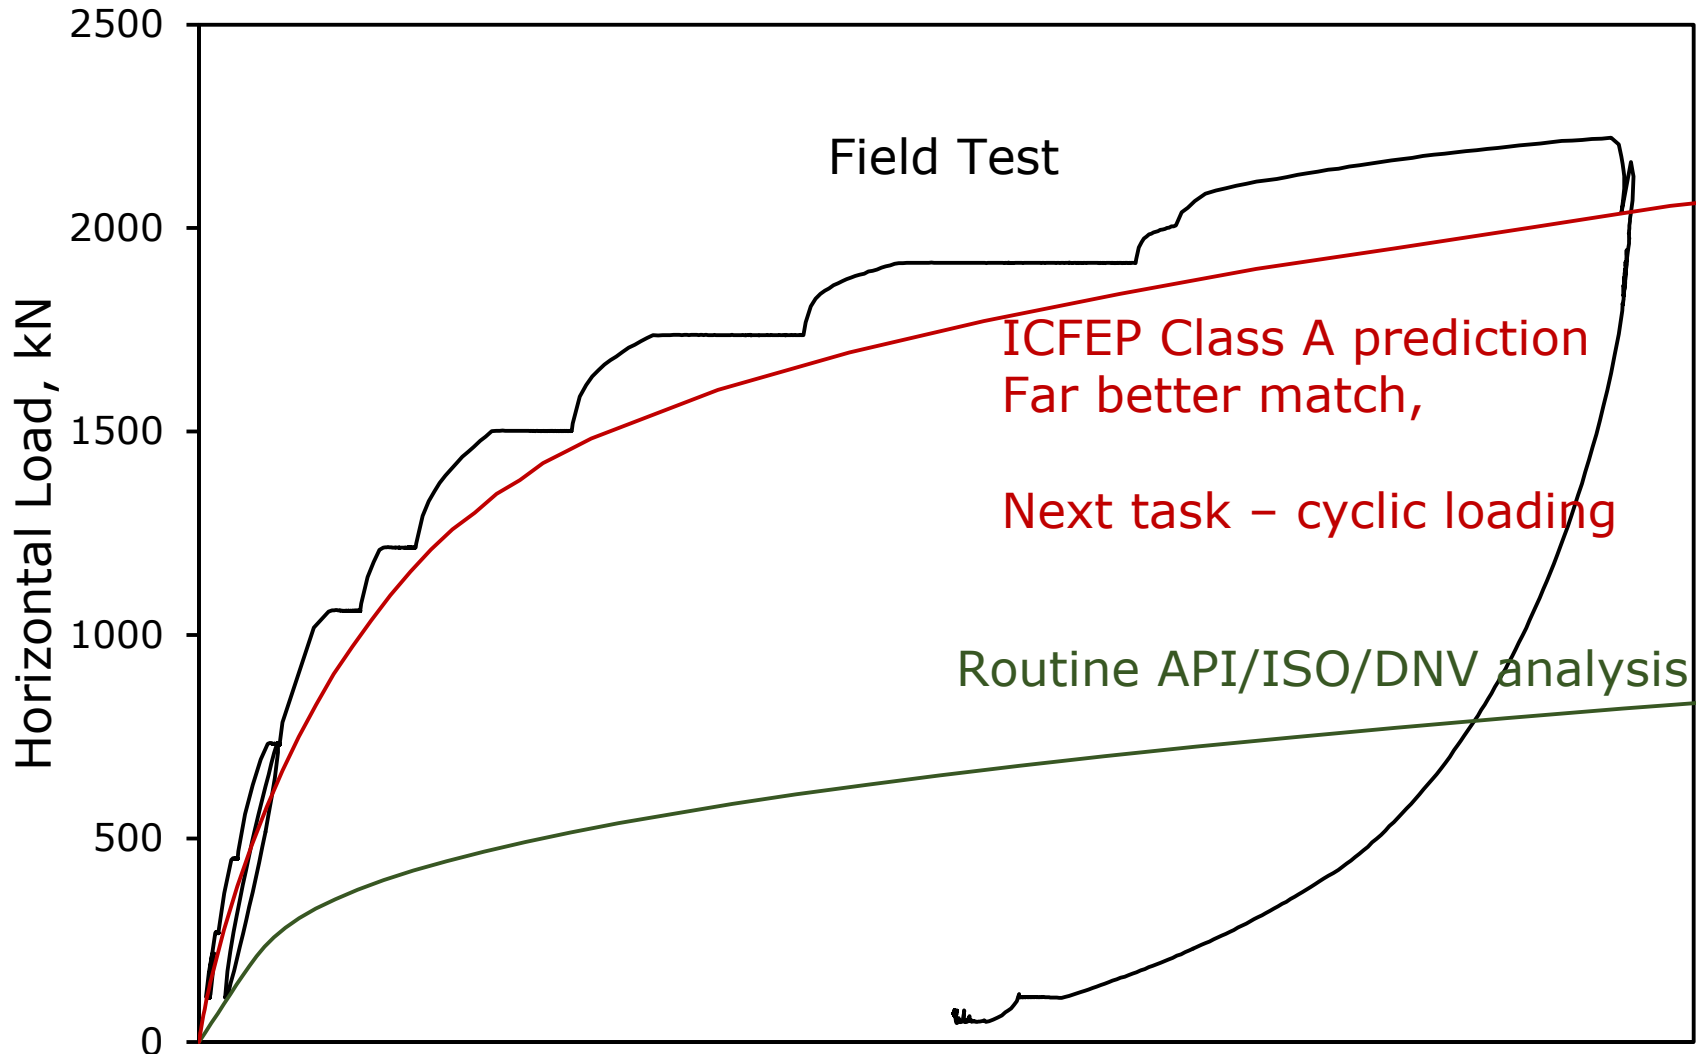 2500
2000
1500
1000
500
0
Horizontal Load, kN
Field Test
ICFEP Class A prediction
Far better match,
Next task – cyclic loading
Routine API/ISO/DNV analysis